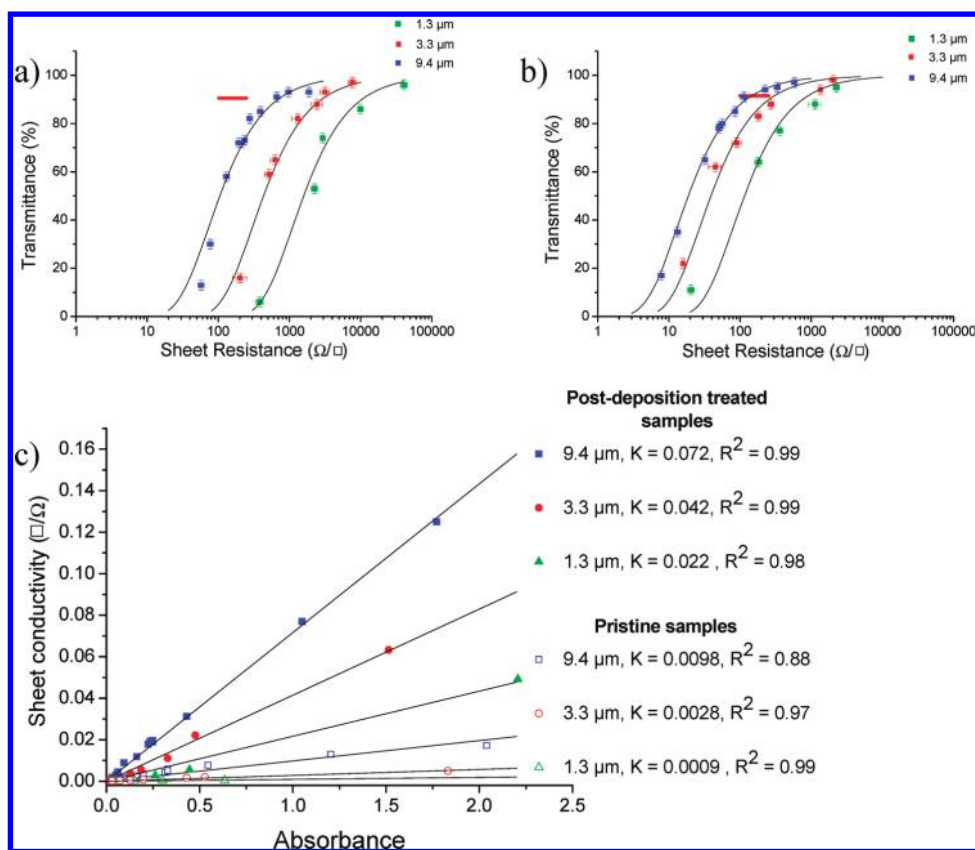 a)
1.3 µm
3.3 µm
9.4 µm
Transmittance (%)
100
80
60
40
20
0
1
10
100
1000
10000
100000
Sheet Resistance (Ω/□)
b)
1.3 µm
3.3 µm
9.4 µm
Transmittance (%)
100
80
60
40
20
0
1
10
100
1000
10000
100000
Sheet Resistance (Ω/□)
c)
Sheet conductivity (□/Ω)
0.16
0.14
0.12
0.10
0.08
0.06
0.04
0.02
0.00
0.0
0.5
1.0
1.5
2.0
2.5
Absorbance
Post-deposition treated
samples
9.4 µm, K = 0.072, R² = 0.99
3.3 µm, K = 0.042, R² = 0.99
1.3 µm, K = 0.022 , R² = 0.98
Pristine samples
9.4 µm, K = 0.0098, R² = 0.88
3.3 µm, K = 0.0028, R² = 0.97
1.3 µm, K = 0.0009 , R² = 0.99